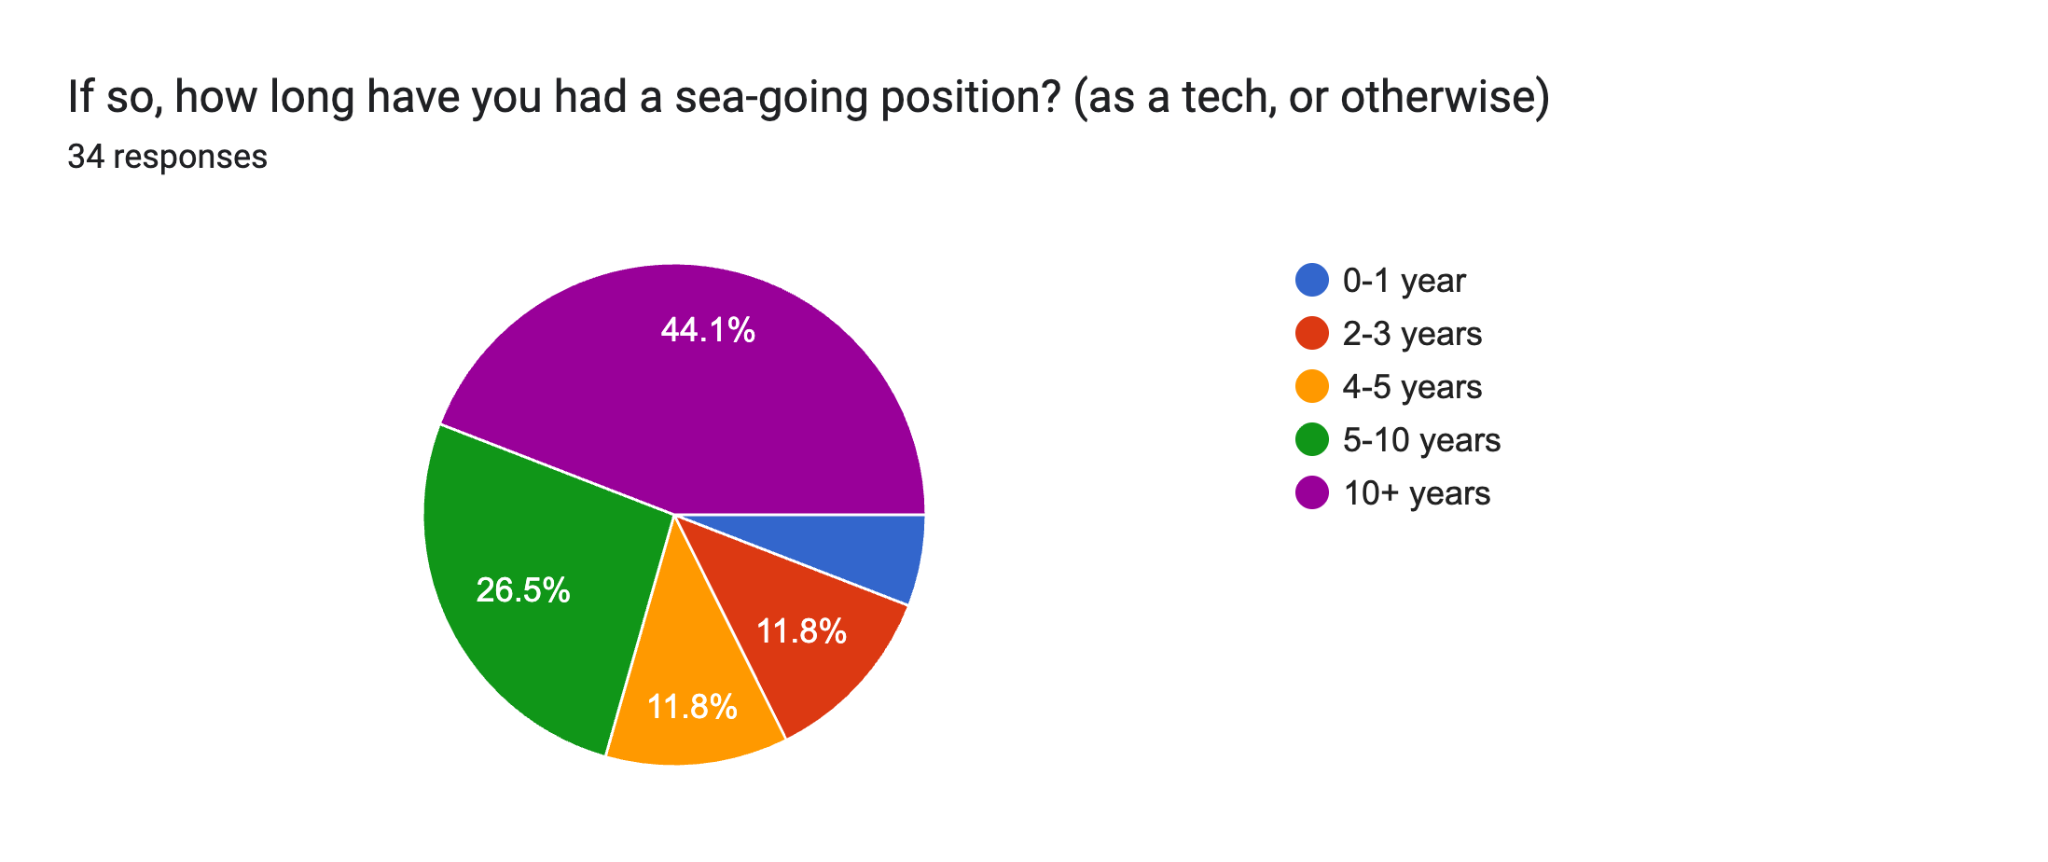 If so, how long have you had a sea-going position? (as a tech, or otherwise)
34 responses
44.1%
26.5%
11.8%
11.8%
0-1 year
2-3 years
4-5 years
5-10 years
10+ years